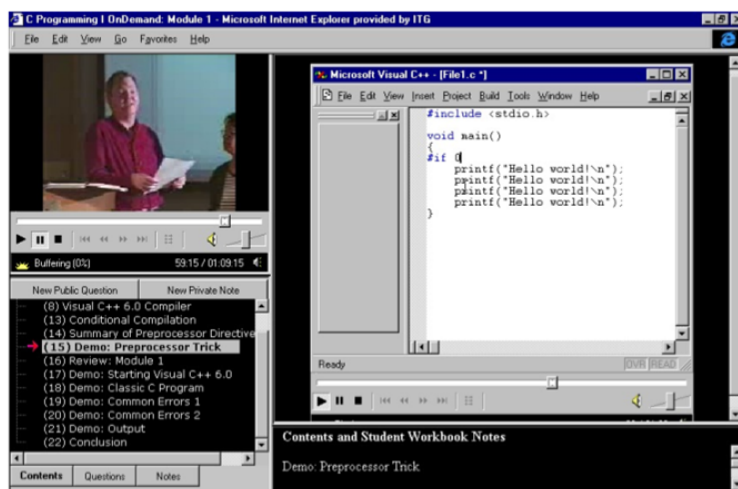 C Programming I OnDemand: Module 1 - Microsoft Internet Explorer provided by ITG
File Edit View Go Favorites Help
Microsoft Visual C++ - [File1.c *]
File Edit View Insert Project Build Tools Window Help
#include <stdio.h>
void main()
{
#if 0
printf("Hello world!\n");
printf("Hello world!\n");
printf("Hello world!\n");
printf("Hello world!\n");
}
Ready
OVR READ
Buffering (0%) 59:15 / 01:09:15
New Public Question New Private Note
(8) Visual C++ 6.0 Compiler
(13) Conditional Compilation
(14) Summary of Preprocessor Directive
(15) Demo: Preprocessor Trick
(16) Review: Module 1
(17) Demo: Starting Visual C++ 6.0
(18) Demo: Classic C Program
(19) Demo: Common Errors 1
(20) Demo: Common Errors 2
(21) Demo: Output
(22) Conclusion
Contents Questions Notes
Contents and Student Workbook Notes
Demo: Preprocessor Trick